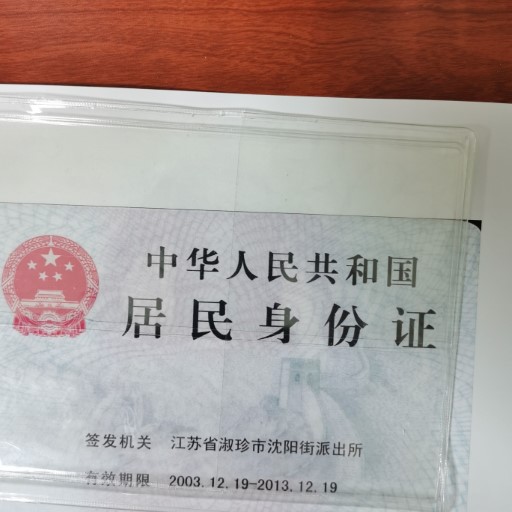 中华人民共和国
居民身份证
签发机关 江苏省淑珍市沈阳街派出所
有效期限 2003.12.19-2013.12.19